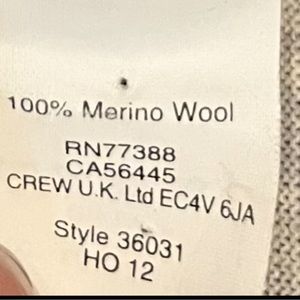 100% Merino Wool
RN77388
CA56445
CREW U.K. Ltd EC4V 6JA
Style 36031
HO 12